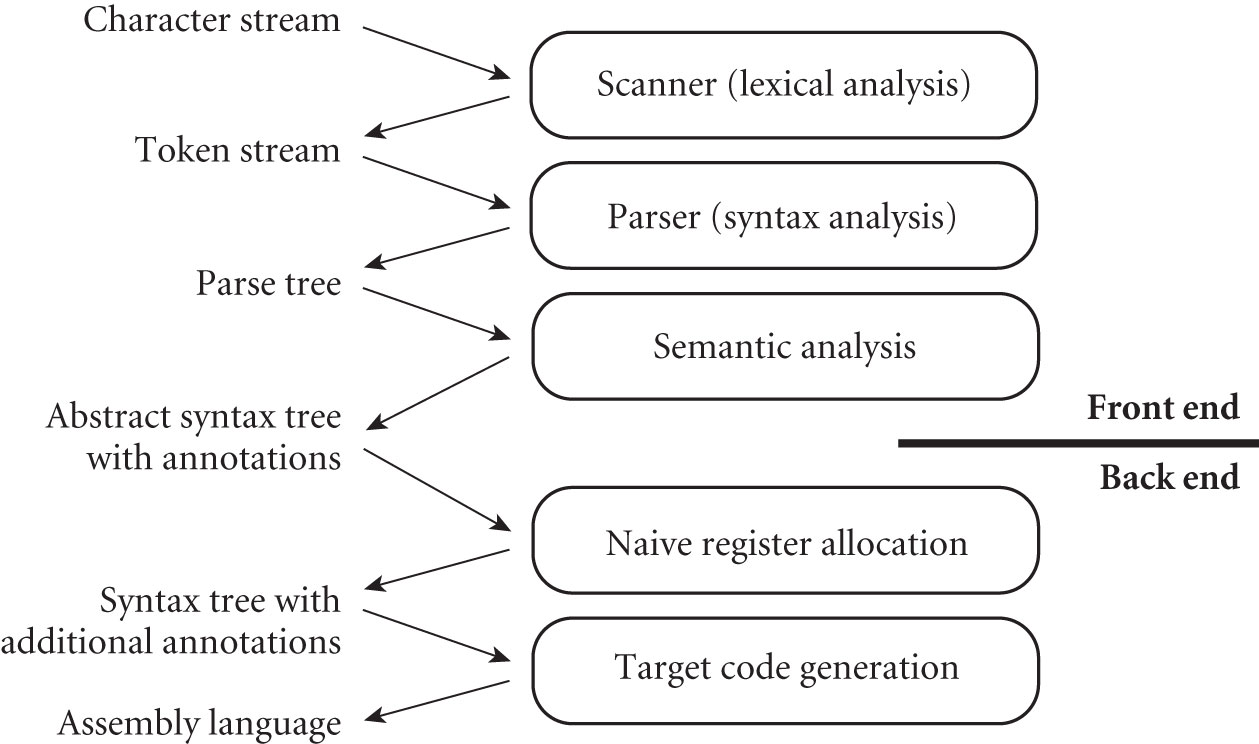 Character stream
Scanner (lexical analysis)
Token stream
Parser (syntax analysis)
Parse tree
Semantic analysis
Abstract syntax tree
with annotations
Front end
Back end
Naive register allocation
Syntax tree with
additional annotations
Target code generation
Assembly language